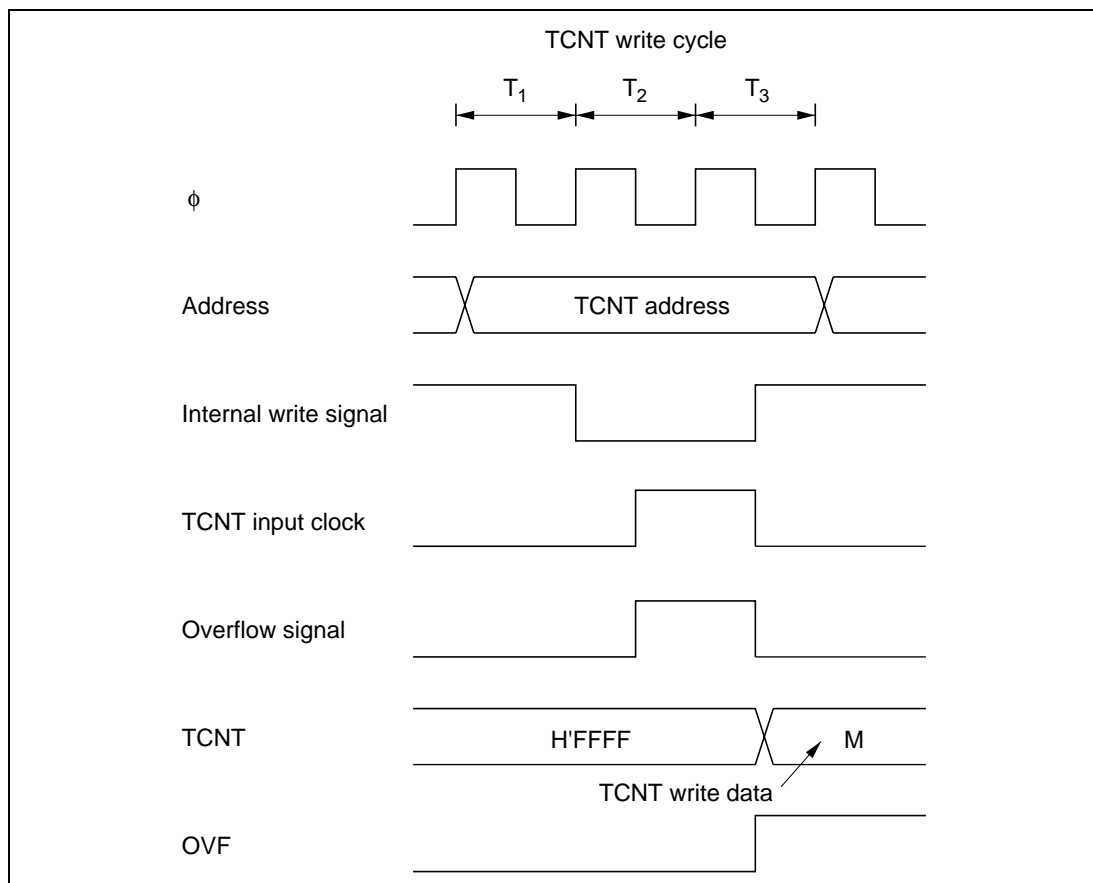 TCNT write cycle
T1 T2 T3
φ
Address TCNT address
Internal write signal
TCNT input clock
Overflow signal
TCNT H'FFFF M
TCNT write data
OVF